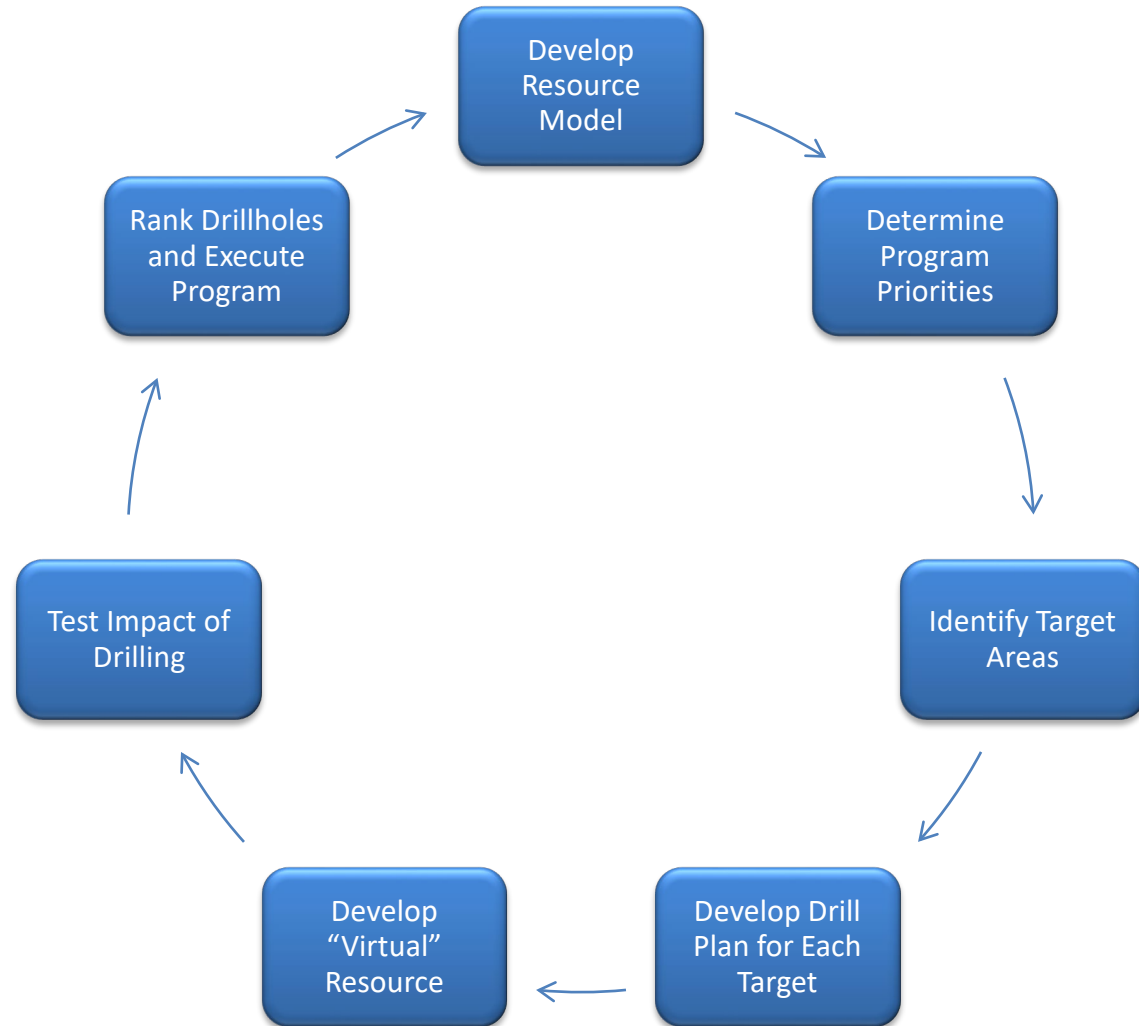 Develop
Resource
Model
Determine
Program
Priorities
Identify Target
Areas
Develop Drill
Plan for Each
Target
Develop
“Virtual”
Resource
Test Impact of
Drilling
Rank Drillholes
and Execute
Program